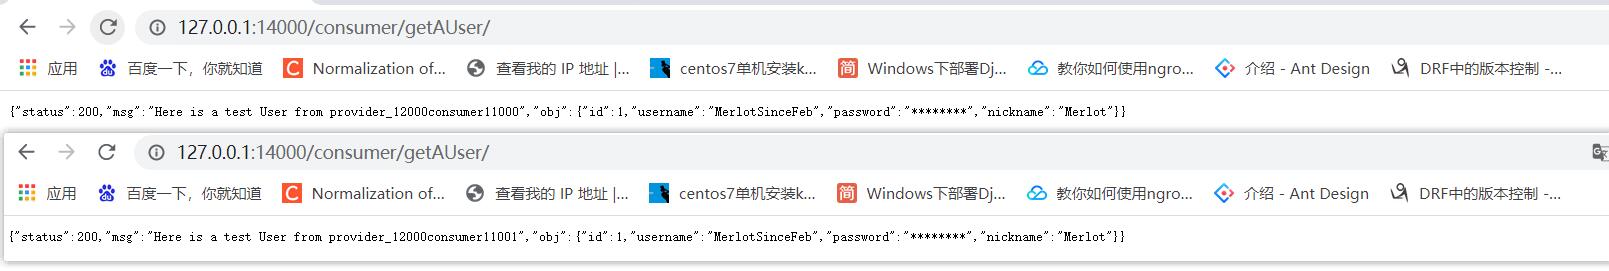 127.0.0.1:14000/consumer/getAUser/
应用 百度一下，你就知道 C Normalization of... 查看我的 IP 地址 |... centos7单机安装k... 简 Windows下部署Dj... 教你如何使用ngro... 介绍 - Ant Design DRF中的版本控制 -...
{"status":200,"msg":"Here is a test User from provider_12000consumer11000","obj":{"id":1,"username":"MerlotSinceFeb","password":"********","nickname":"Merlot"}}
127.0.0.1:14000/consumer/getAUser/
应用 百度一下，你就知道 C Normalization of... 查看我的 IP 地址 |... centos7单机安装k... 简 Windows下部署Dj... 教你如何使用ngro... 介绍 - Ant Design DRF中的版本控制 -...
{"status":200,"msg":"Here is a test User from provider_12000consumer11001","obj":{"id":1,"username":"MerlotSinceFeb","password":"********","nickname":"Merlot"}}